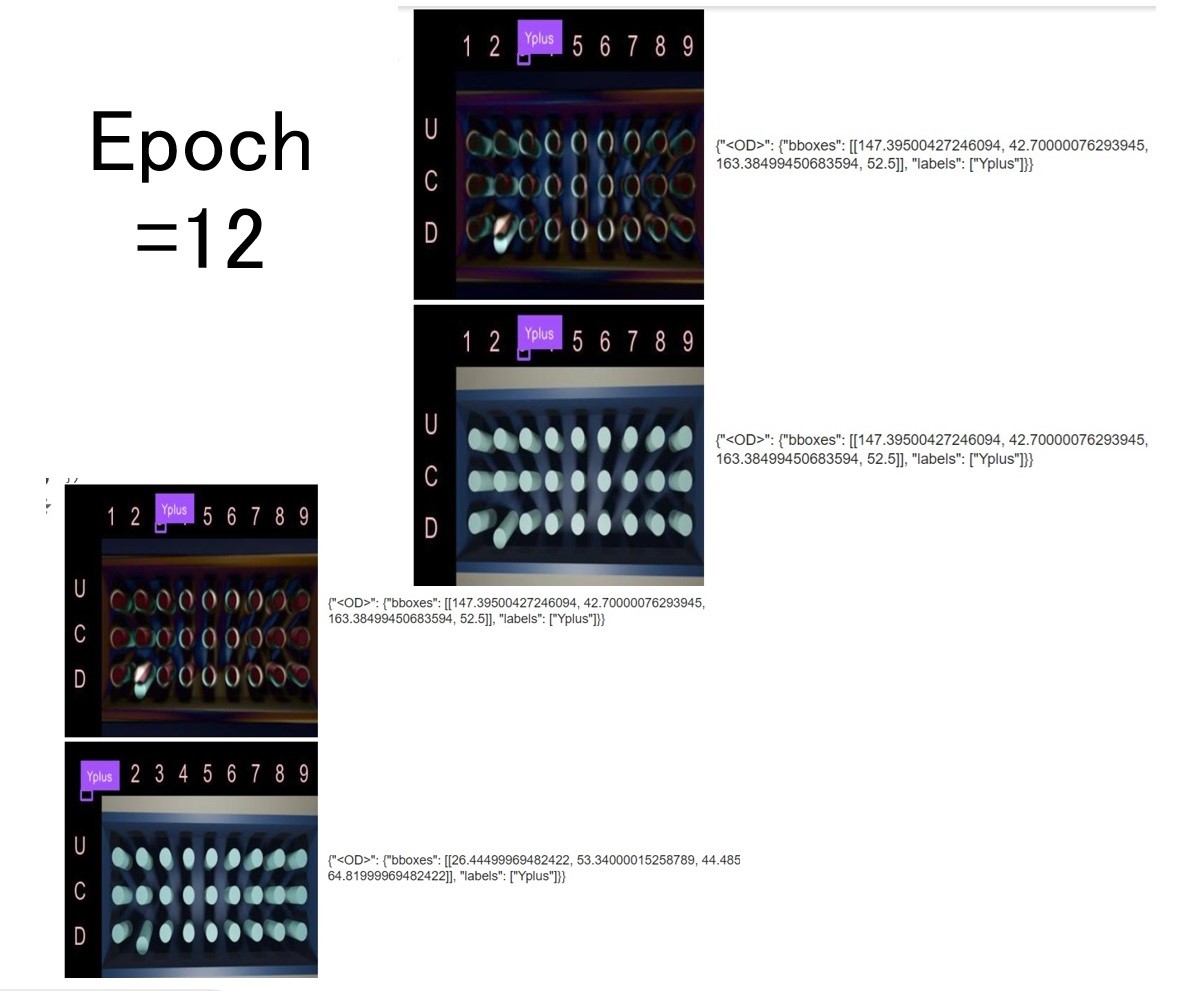 Epoch
=12
1 2 Yplus 5 6 7 8 9
U
C
D
{"<OD>": {"bboxes": [[147.39500427246094, 42.70000076293945,
163.38499450683594, 52.5]], "labels": ["Yplus"]}}
1 2 Yplus 5 6 7 8 9
U
C
D
{"<OD>": {"bboxes": [[147.39500427246094, 42.70000076293945,
163.38499450683594, 52.5]], "labels": ["Yplus"]}}
1 2 Yplus 5 6 7 8 9
U
C
D
{"<OD>": {"bboxes": [[147.39500427246094, 42.70000076293945,
163.38499450683594, 52.5]], "labels": ["Yplus"]}}
Yplus 2 3 4 5 6 7 8 9
U
C
D
{"<OD>": {"bboxes": [[26.44499969482422, 53.34000015258789, 44.485
64.81999969482422]], "labels": ["Yplus"]}}